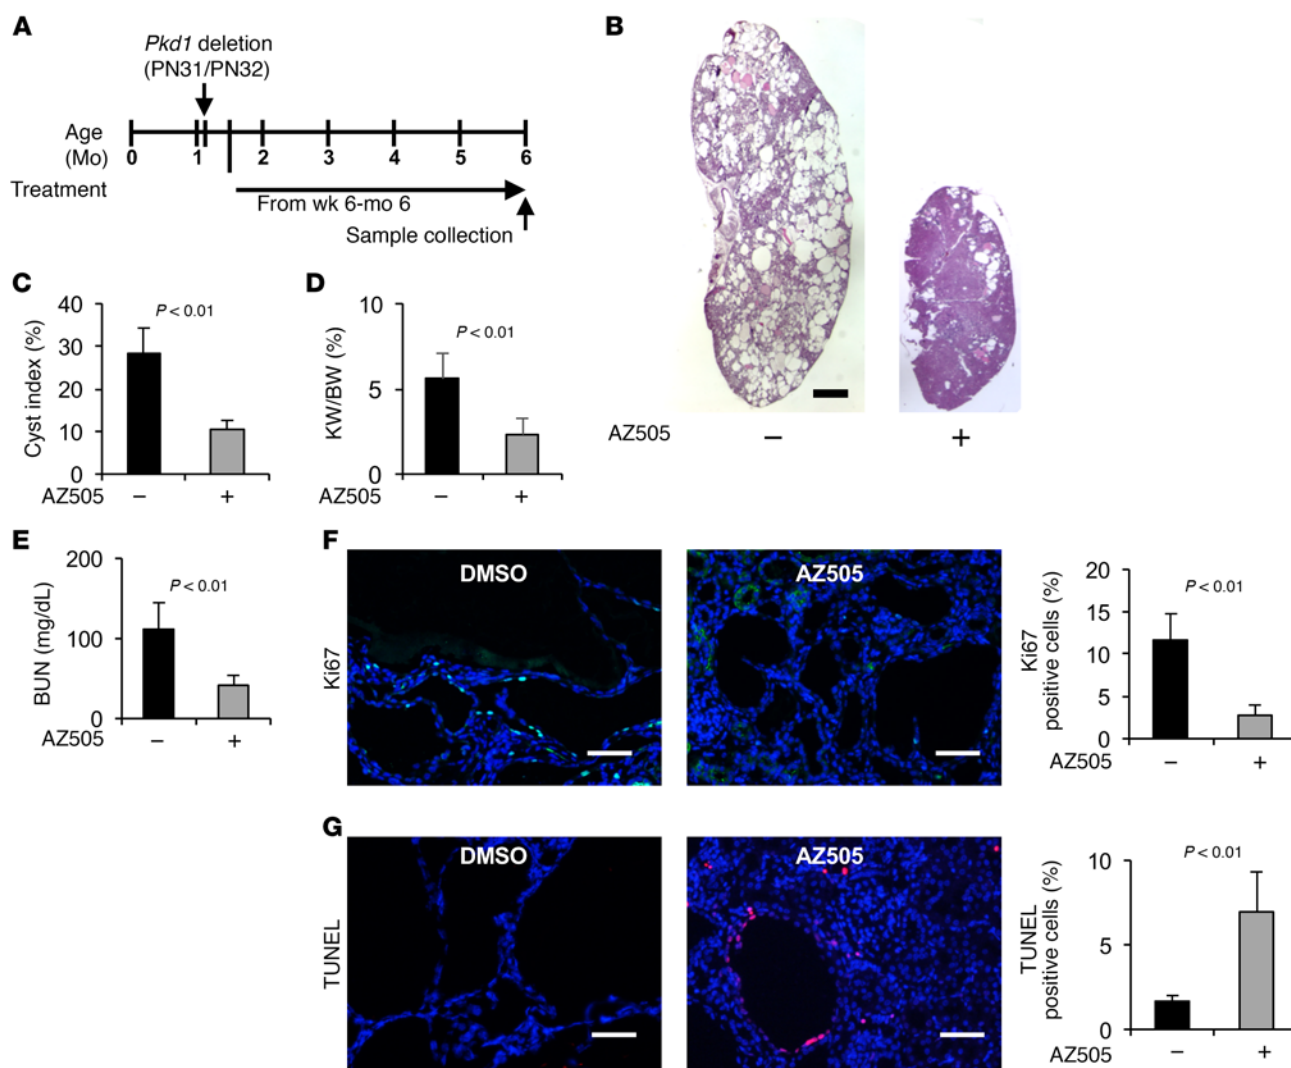 A
Pkd1 deletion
(PN31/PN32)
Age
(Mo)
0 1 2 3 4 5 6
Treatment
From wk 6-mo 6
Sample collection
B
AZ505 − +
C
Cyst index (%)
40
30
20
10
0
P < 0.01
AZ505 − +
D
KW/BW (%)
10
5
0
P < 0.01
AZ505 − +
E
BUN (mg/dL)
200
100
0
P < 0.01
AZ505 − +
F
Ki67
DMSO
AZ505
Ki67
positive cells (%)
20
15
10
5
0
P < 0.01
AZ505 − +
G
TUNEL
DMSO
AZ505
TUNEL
positive cells (%)
10
5
0
P < 0.01
AZ505 − +